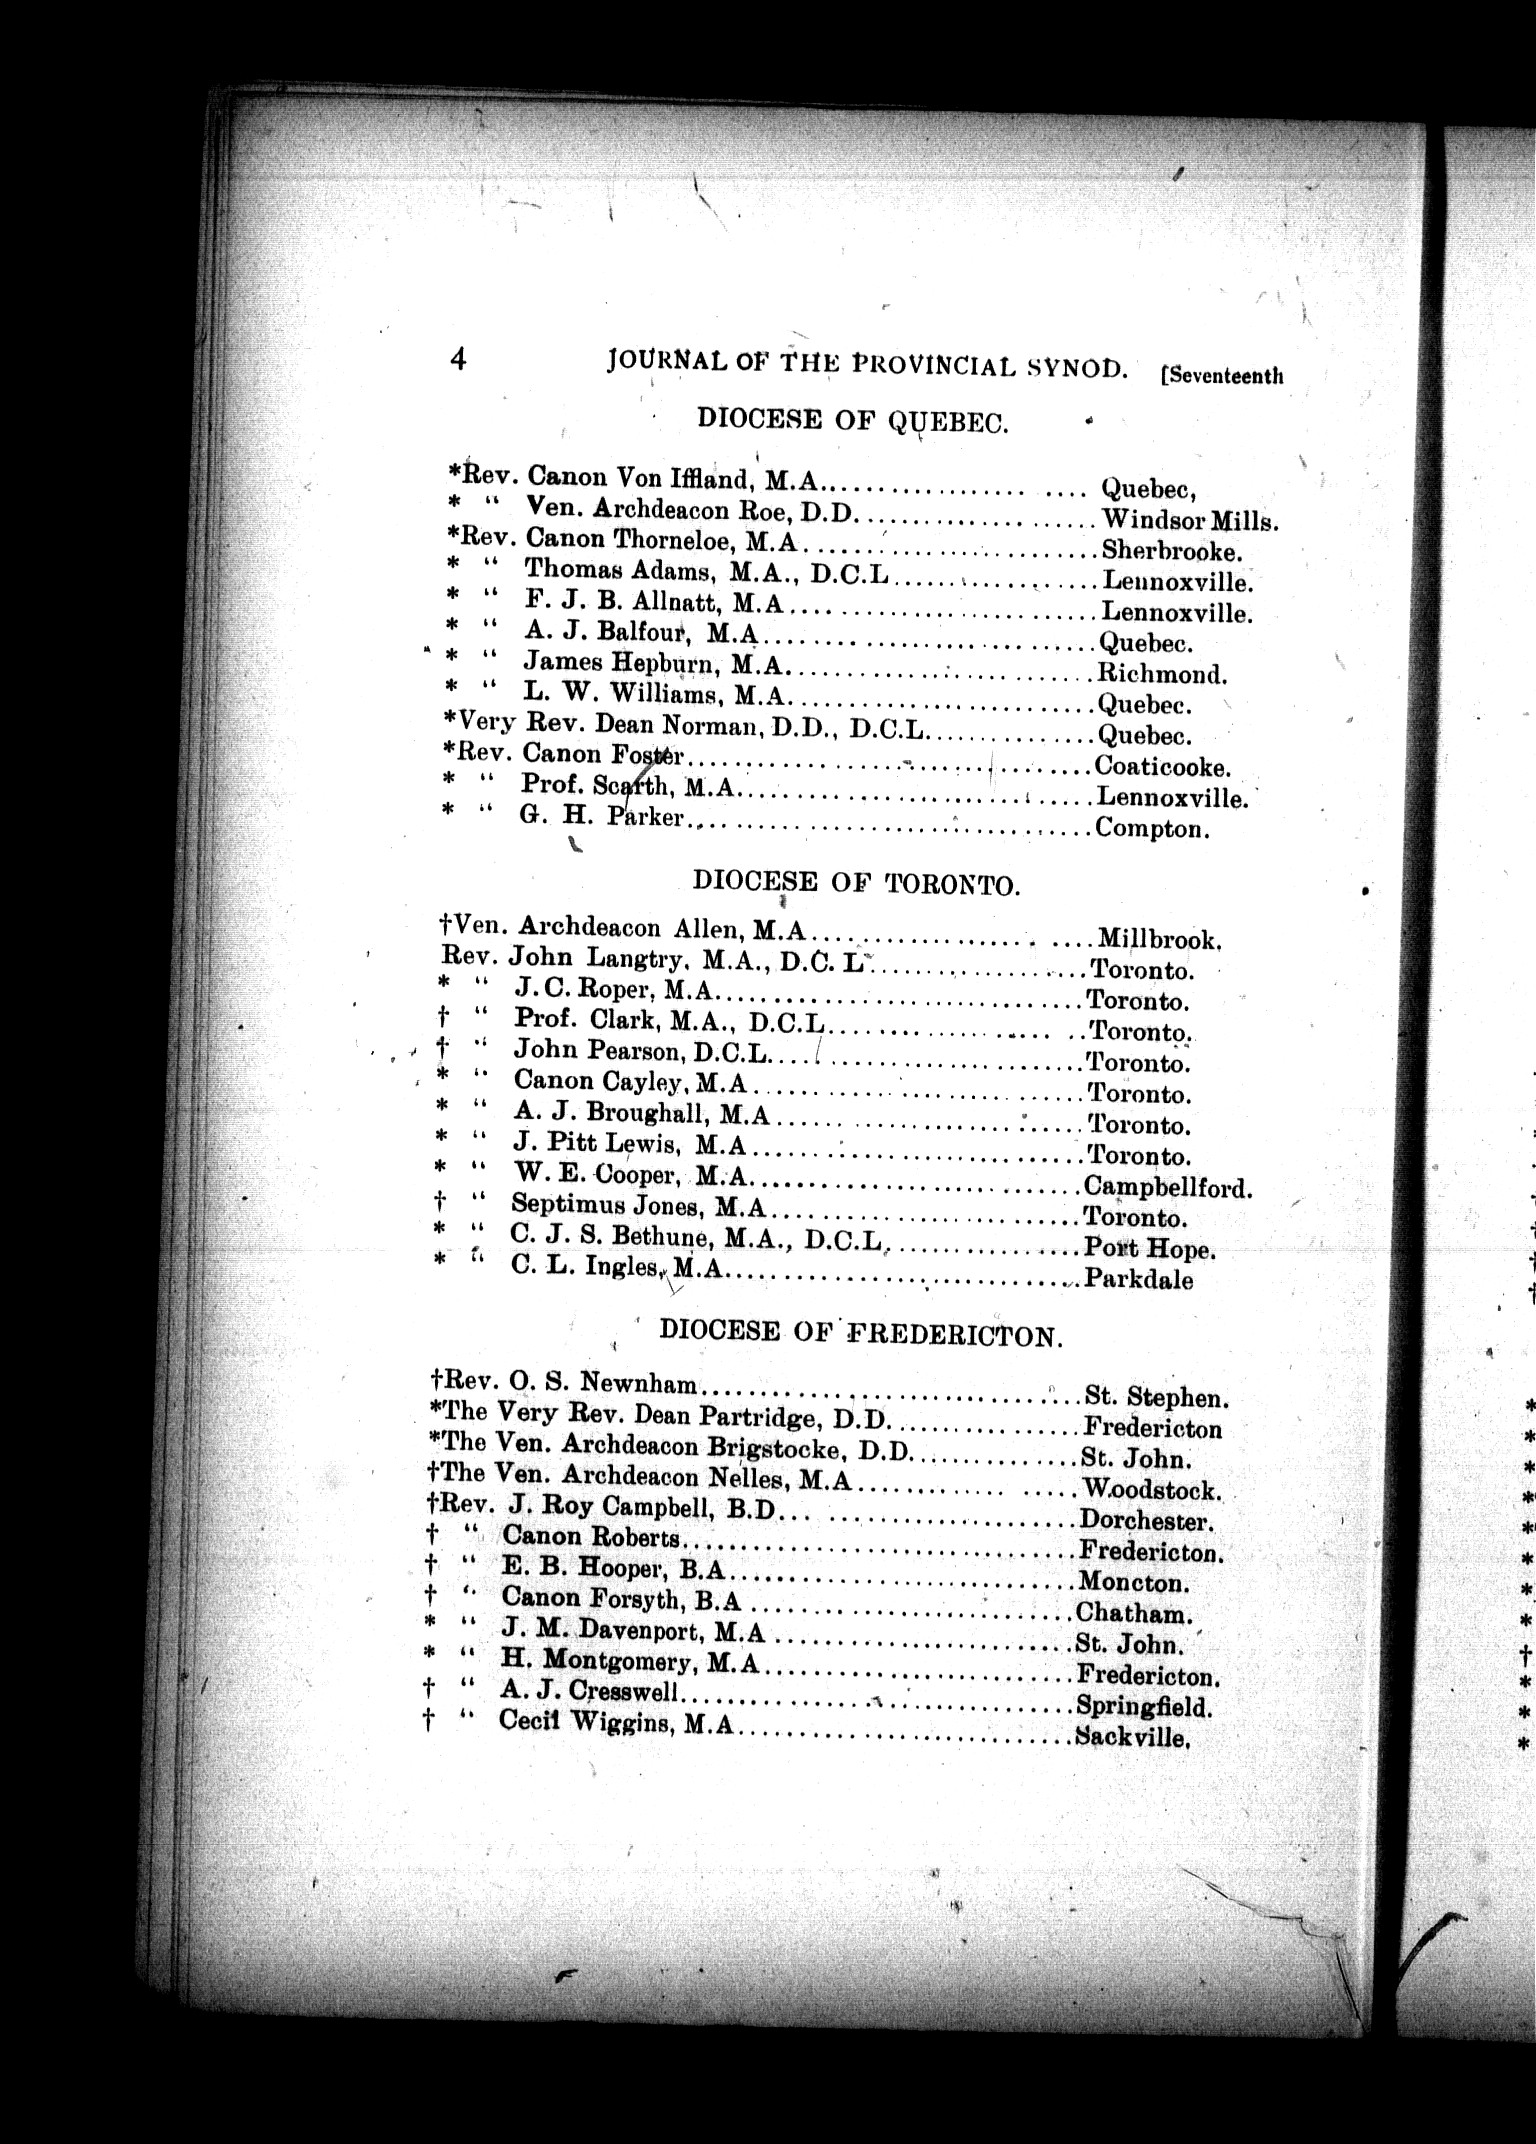 4 JOURNAL OF THE PROVINCIAL SYNOD. [Seventeenth
DIOCESE OF QUEBEC.
*Rev. Canon Von Iffland, M.A.................... .... Quebec,
* “ Ven. Archdeacon Roe, D.D........................Windsor Mills.
*Rev. Canon Thorneloe, M.A.............................Sherbrooke.
* “ Thomas Adams, M.A., D.C.L.....................Lennoxville.
* “ F. J. B. Allnatt, M.A...............................Lennoxville.
* “ A. J. Balfour, M.A.................................Quebec.
* “ James Hepburn, M.A...............................Richmond.
* “ L. W. Williams, M.A...............................Quebec.
*Very Rev. Dean Norman, D.D., D.C.L.................Quebec.
*Rev. Canon Foster........................................Coaticooke.
* “ Prof. Scarth, M.A...................................Lennoxville.
* “ G. H. Parker........................................Compton.
DIOCESE OF TORONTO.
†Ven. Archdeacon Allen, M.A....................... ....Millbrook.
Rev. John Langtry, M.A., D.C. L......................Toronto.
* “ J. C. Roper, M.A.....................................Toronto.
† “ Prof. Clark, M.A., D.C.L...................... ..Toronto.
† “ John Pearson, D.C.L................................Toronto.
* “ Canon Cayley, M.A.................................Toronto.
* “ A. J. Broughall, M.A...............................Toronto.
* “ J. Pitt Lewis, M.A..................................Toronto.
* “ W. E. Cooper, M.A..................................Campbellford.
† “ Septimus Jones, M.A...............................Toronto.
* “ C. J. S. Bethune, M.A., D.C.L....................Port Hope.
* “ C. L. Ingles, M.A....................................Parkdale
DIOCESE OF FREDERICTON.
†Rev. O. S. Newnham.......................................St. Stephen.
*The Very Rev. Dean Partridge, D.D...................Fredericton
*The Ven. Archdeacon Brigstocke, D.D.................St. John.
†The Ven. Archdeacon Nelles, M.A............. .....Woodstock.
†Rev. J. Roy Campbell, B.D... .........................Dorchester.
† “ Canon Roberts.......................................Fredericton.
† “ E. B. Hooper, B.A...................................Moncton.
† “ Canon Forsyth, B.A ................................Chatham.
* “ J. M. Davenport, M.A ..............................St. John.
* “ H. Montgomery, M.A...............................Fredericton.
† “ A. J. Cresswell.......................................Springfield.
† “ Cecil Wiggins, M.A..................................Sackville.